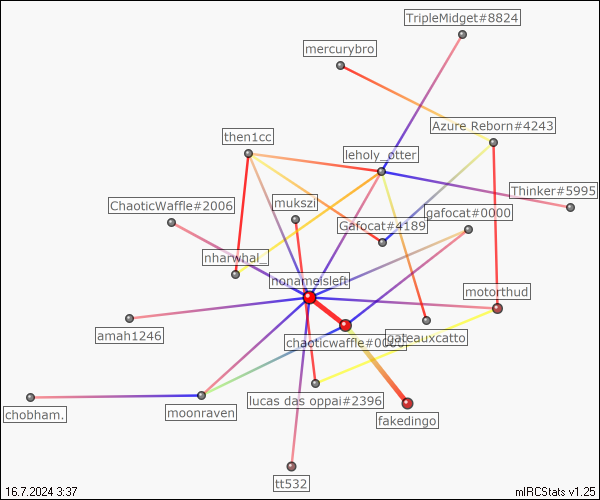 TripleMidget#8824
mercurybro
Azure Reborn#4243
then1cc
leholy_otter
Thinker#5995
ChaoticWaffle#2006
mukszi
gafocat#0000
Gafocat#4189
nharwhal_
nonameisleft
motorthud
amah1246
chaoticwaffle#0000
gateauxcatto
lucas das oppai#2396
chobham.
moonraven
fakedingo
tt532
16.7.2024 3:37
mIRCStats v1.25